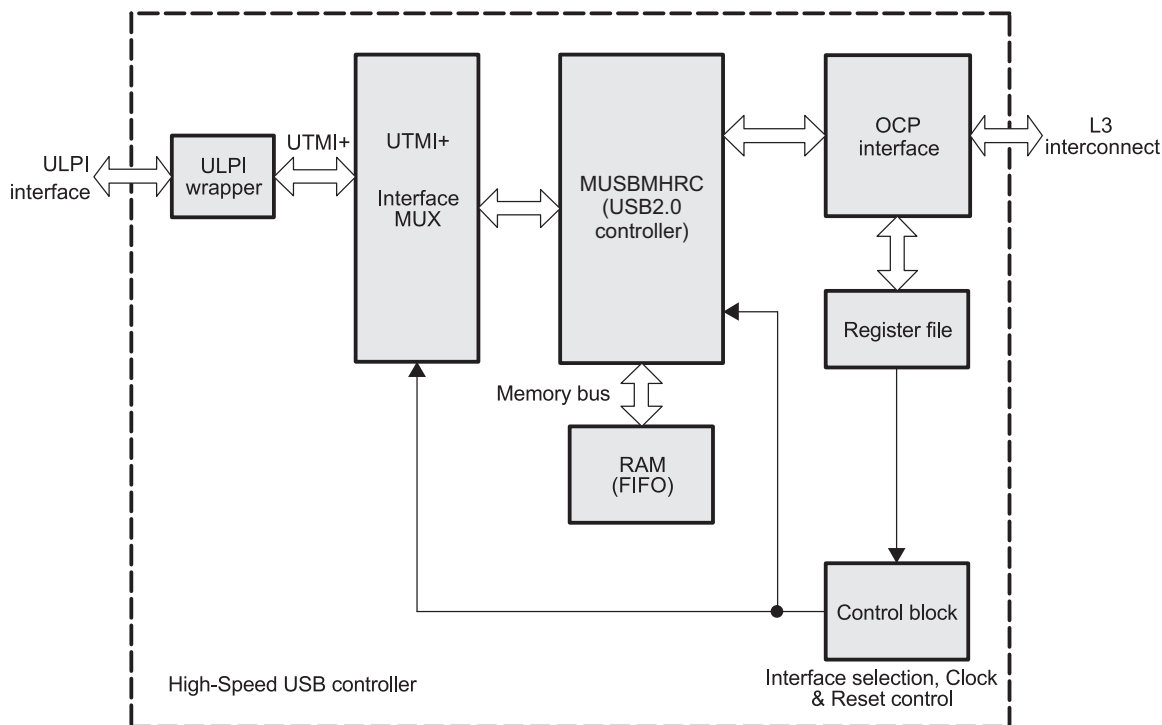 ULPI
interface
ULPI
wrapper
UTMI+
UTMI+
Interface
MUX
MUSBMHRC
(USB2.0
controller)
OCP
interface
L3
interconnect
Register file
Memory bus
RAM
(FIFO)
Control block
Interface selection, Clock
& Reset control
High-Speed USB controller